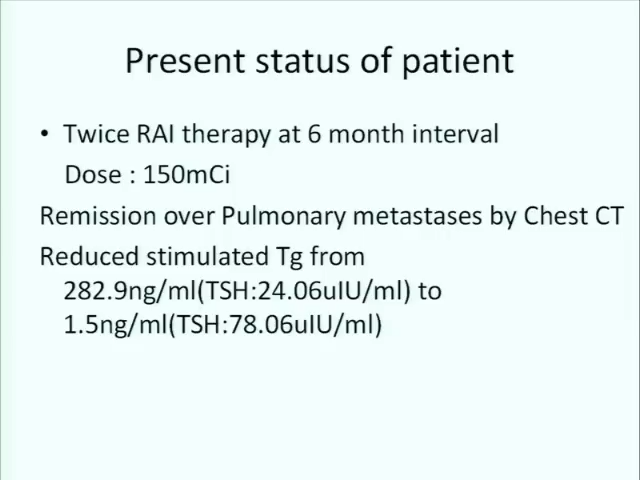 Present status of patient
• Twice RAI therapy at 6 month interval
Dose : 150mCi
Remission over Pulmonary metastases by Chest CT
Reduced stimulated Tg from
282.9ng/ml(TSH:24.06uIU/ml) to
1.5ng/ml(TSH:78.06uIU/ml)